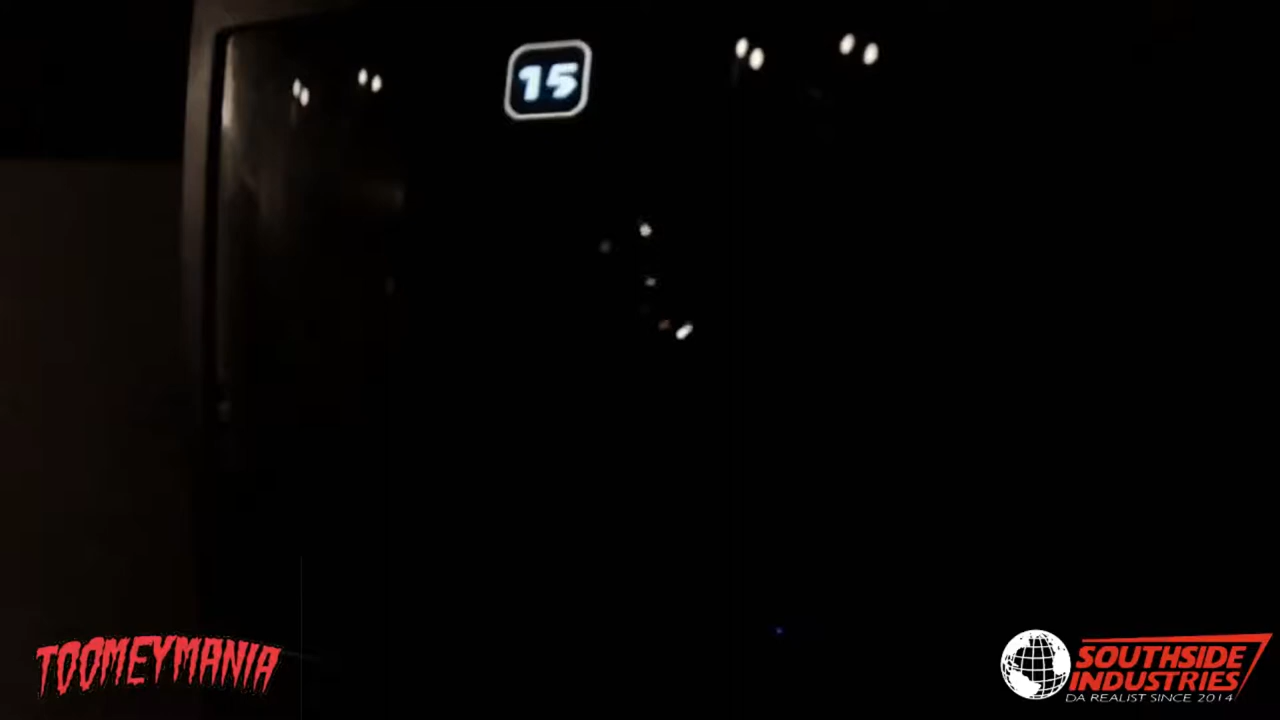 15
TOOMEYMANIA
SOUTHSIDE
INDUSTRIES
DA REALIST SINCE 2014